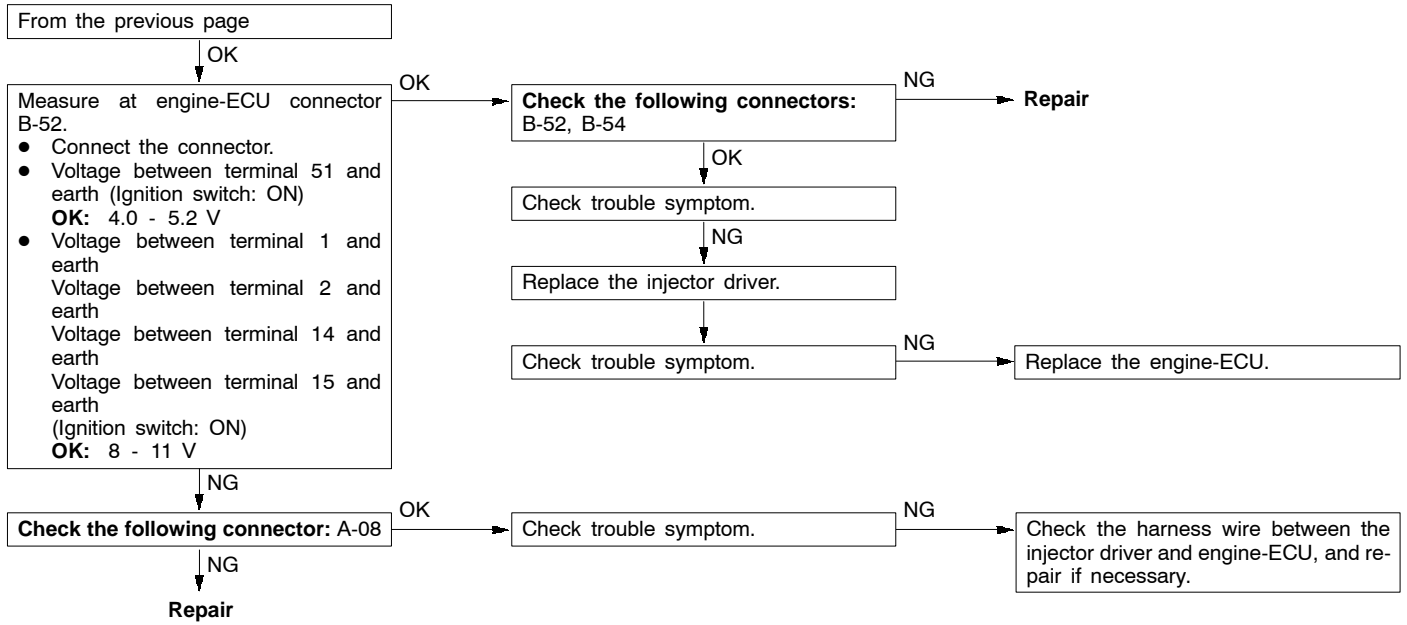 From the previous page
OK
Measure at engine-ECU connector
B-52.
● Connect the connector.
● Voltage between terminal 51 and
earth (Ignition switch: ON)
OK: 4.0 - 5.2 V
● Voltage between terminal 1 and
earth
Voltage between terminal 2 and
earth
Voltage between terminal 14 and
earth
Voltage between terminal 15 and
earth
(Ignition switch: ON)
OK: 8 - 11 V
OK
Check the following connectors:
B-52, B-54
NG
Repair
OK
Check trouble symptom.
NG
Replace the injector driver.
Check trouble symptom.
NG
Replace the engine-ECU.
NG
Check the following connector: A-08
OK
Check trouble symptom.
NG
Check the harness wire between the
injector driver and engine-ECU, and re-
pair if necessary.
NG
Repair